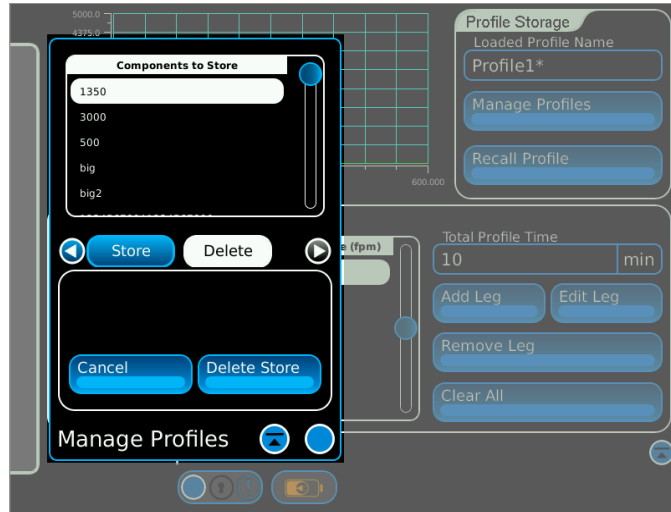 5000.0
4375.0
600.000
Profile Storage
Loaded Profile Name
Profile1*
Manage Profiles
Recall Profile
Components to Store
1350
3000
500
big
big2
Store
Delete
(fpm)
Total Profile Time
10
min
Add Leg
Edit Leg
Remove Leg
Clear All
Cancel
Delete Store
Manage Profiles